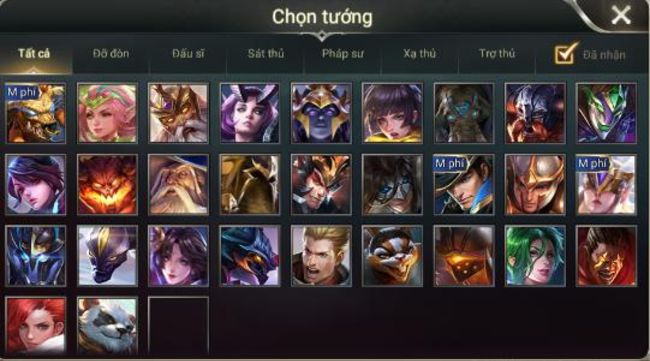 Chọn tướng
Tất cả Đỡ đòn Đấu sĩ Sát thủ Pháp sư Xạ thủ Trợ thủ Đã nhận
M phí
M phí M phí